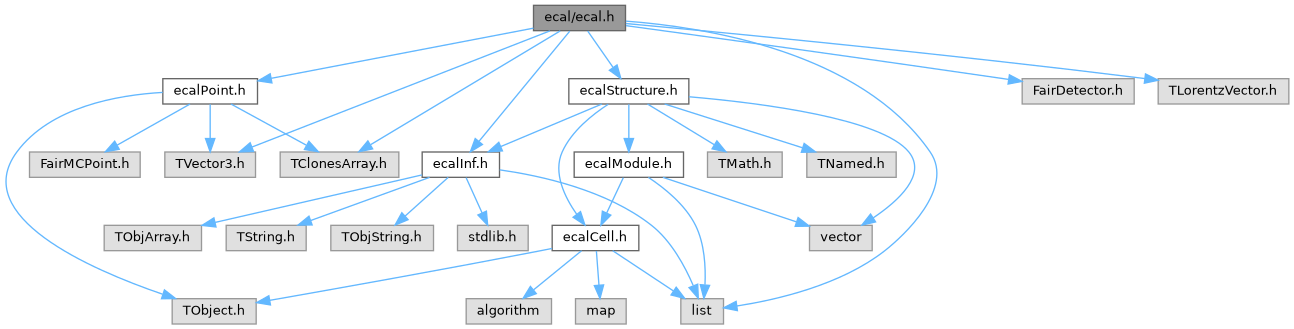 ecal/ecal.h
ecalPoint.h
ecalStructure.h
FairDetector.h
TLorentzVector.h
FairMCPoint.h
TVector3.h
TClonesArray.h
ecalInf.h
ecalModule.h
TMath.h
TNamed.h
TObjArray.h
TString.h
TObjString.h
stdlib.h
ecalCell.h
vector
TObject.h
algorithm
map
list